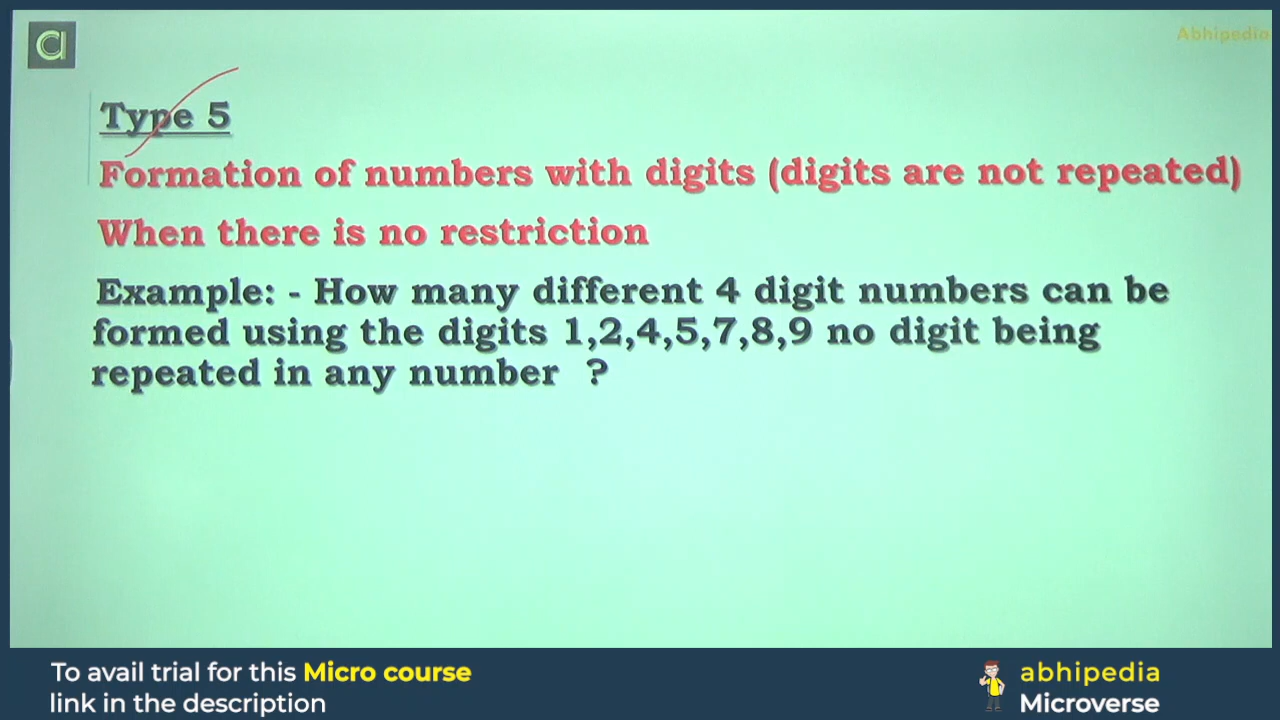 Abhipedia
Type 5
Formation of numbers with digits (digits are not repeated)
When there is no restriction
Example: - How many different 4 digit numbers can be
formed using the digits 1,2,4,5,7,8,9 no digit being
repeated in any number ?
To avail trial for this Micro course
link in the description
abhipedia
Microverse